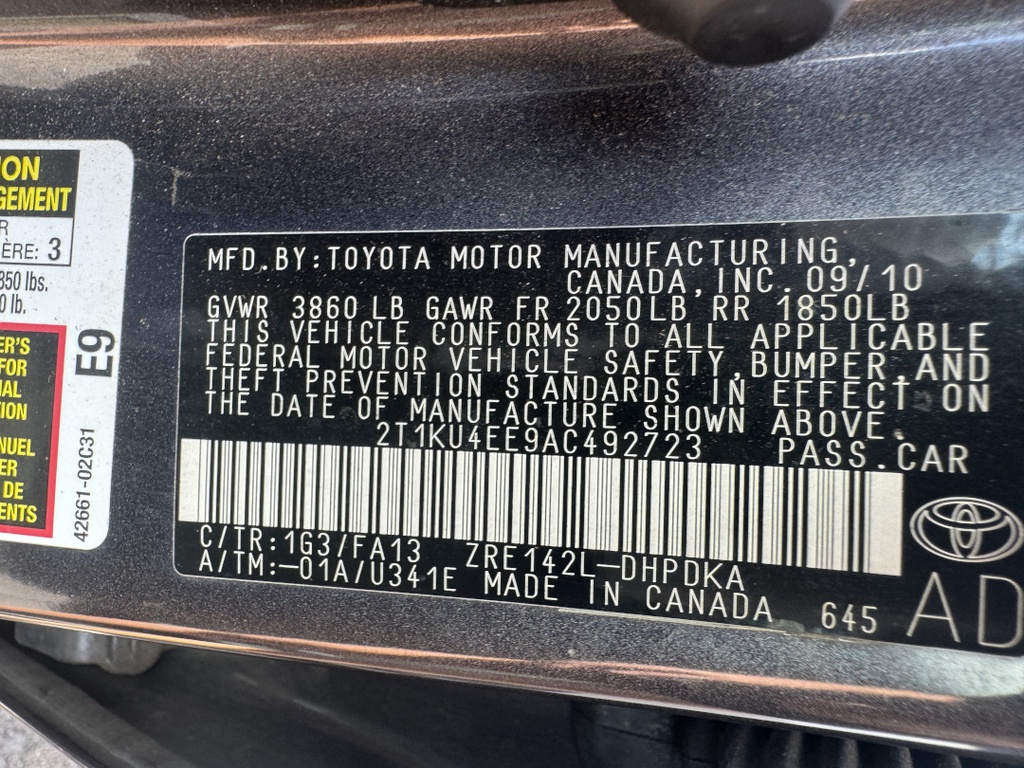 ION
GEMENT
R
ÈRE: 3
850 lbs.
0 lb.
ER'S
FOR
NAL
TION
NUEL
ER
DE
ENTS
E9
42661-02C31
MFD.BY:TOYOTA MOTOR MANUFACTURING,
CANADA,INC. 09/10
GVWR 3860 LB GAWR FR 2050LB RR 1850LB
THIS VEHICLE CONFORMS TO ALL APPLICABLE
FEDERAL MOTOR VEHICLE SAFETY,BUMPER,AND
THEFT PREVENTION STANDARDS IN EFFECT ON
THE DATE OF MANUFACTURE SHOWN ABOVE.
2T1KU4EE9AC492723 PASS.CAR
C/TR:1G3/FA13 ZRE142L-DHPDKA
A/TM:-01A/U341E MADE IN CANADA 645
AD